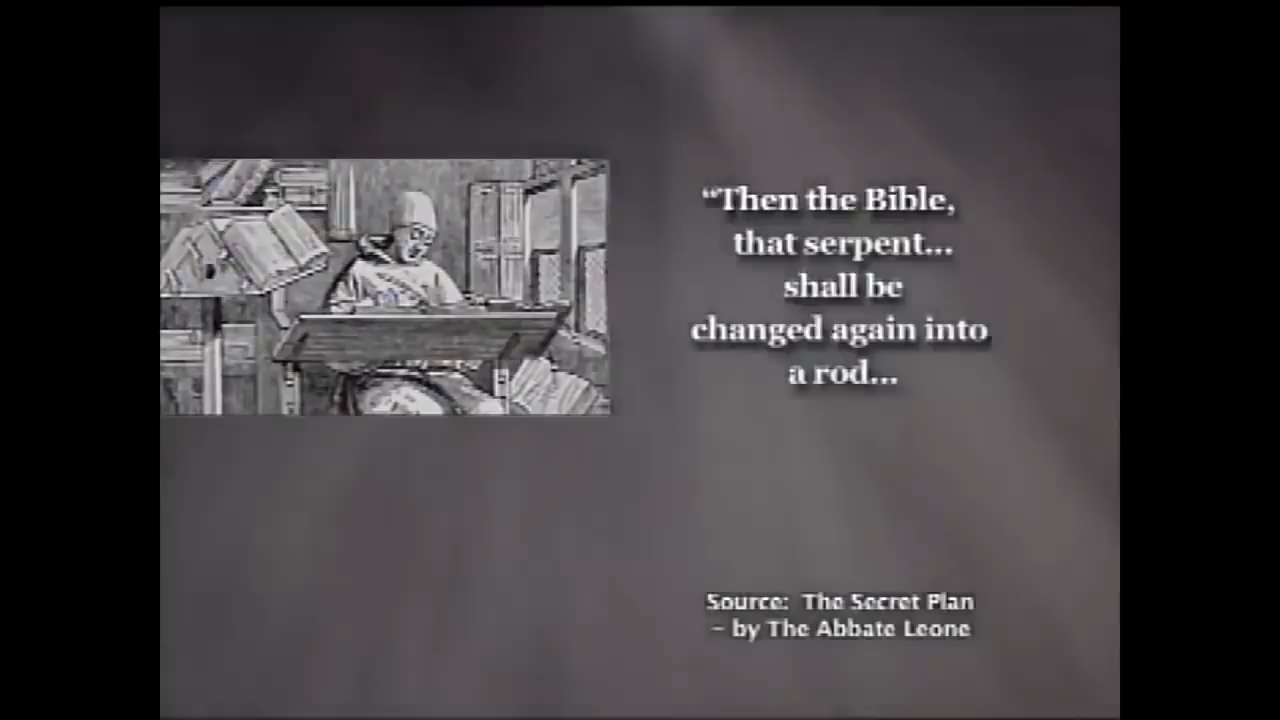 “Then the Bible,
that serpent...
shall be
changed again into
a rod...
Source: The Secret Plan
– by The Abbate Leone